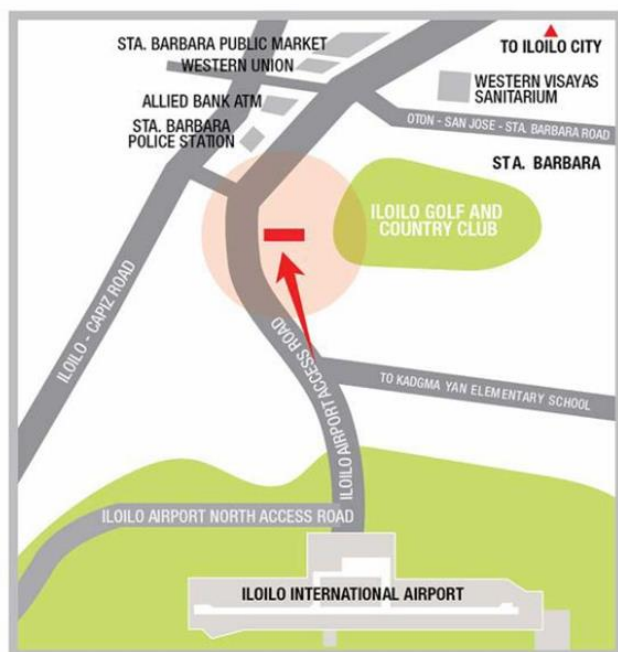 STA. BARBARA PUBLIC MARKET
WESTERN UNION
TO ILOILO CITY
WESTERN VISAYAS
SANITARIUM
ALLIED BANK ATM
STA. BARBARA
POLICE STATION
OTON - SAN JOSE - STA. BARBARA ROAD
STA. BARBARA
ILOILO GOLF AND
COUNTRY CLUB
ILOILO - CAPIZ ROAD
ILOILO AIRPORT ACCESS ROAD
TO KADGMA YAN ELEMENTARY SCHOOL
ILOILO AIRPORT NORTH ACCESS ROAD
ILOILO INTERNATIONAL AIRPORT